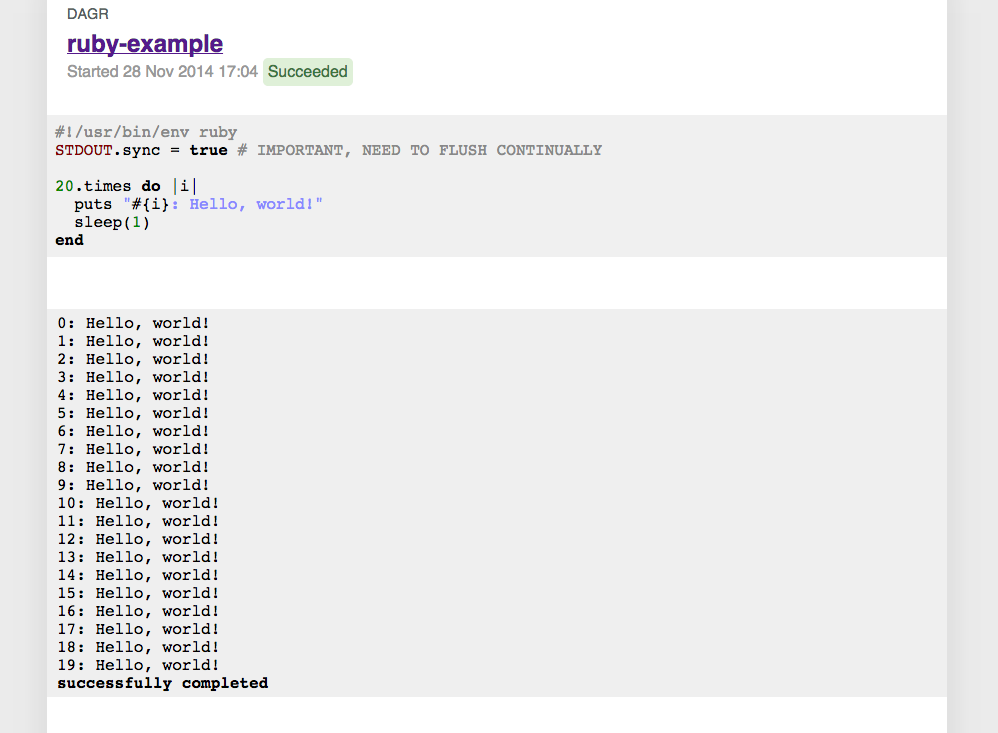 DAGR
ruby-example
Started 28 Nov 2014 17:04 Succeeded
#!/usr/bin/env ruby
STDOUT.sync = true # IMPORTANT, NEED TO FLUSH CONTINUALLY
20.times do |i|
  puts "#{i}: Hello, world!"
  sleep(1)
end
0: Hello, world!
1: Hello, world!
2: Hello, world!
3: Hello, world!
4: Hello, world!
5: Hello, world!
6: Hello, world!
7: Hello, world!
8: Hello, world!
9: Hello, world!
10: Hello, world!
11: Hello, world!
12: Hello, world!
13: Hello, world!
14: Hello, world!
15: Hello, world!
16: Hello, world!
17: Hello, world!
18: Hello, world!
19: Hello, world!
successfully completed